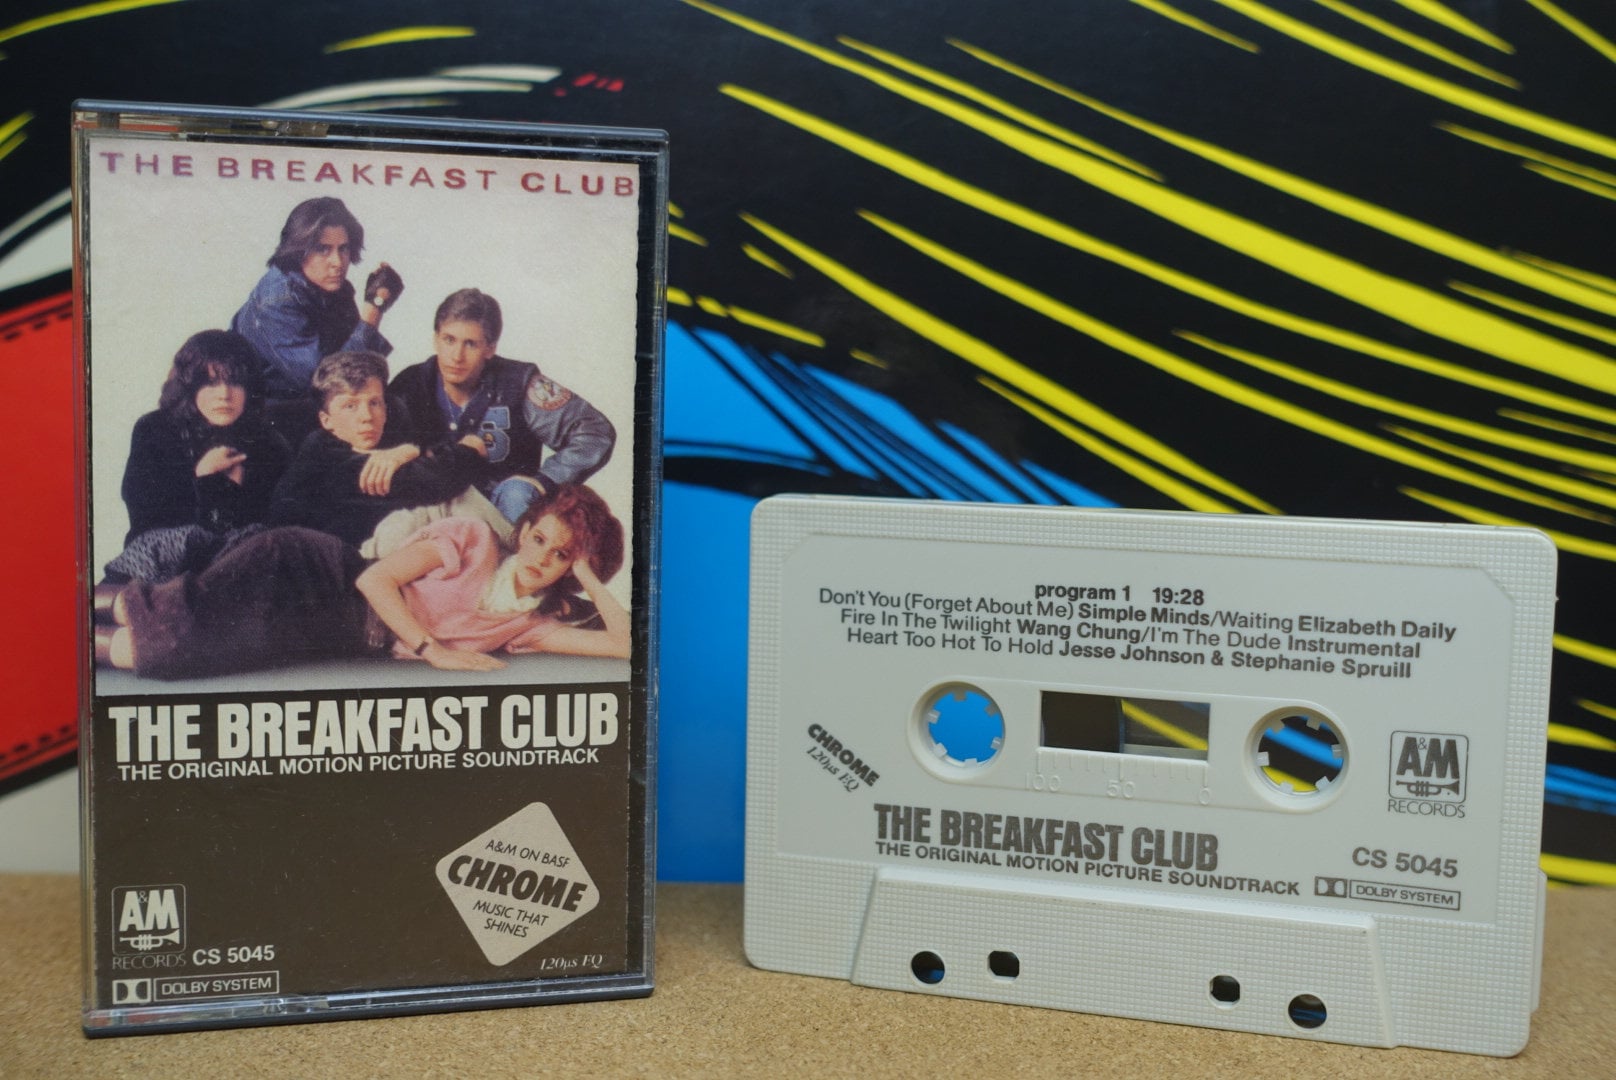 THE BREAKFAST CLUB
THE BREAKFAST CLUB
THE ORIGINAL MOTION PICTURE SOUNDTRACK
A&M ON BASF
CHROME
MUSIC THAT
SHINES
120µs EQ
A&M
RECORDS CS 5045
DOLBY SYSTEM
program 1 19:28
Don't You (Forget About Me) Simple Minds/Waiting Elizabeth Daily
Fire In The Twilight Wang Chung/I'm The Dude Instrumental
Heart Too Hot To Hold Jesse Johnson & Stephanie Spruill
CHROME
120µs EQ
100 50 0
A&M
RECORDS
THE BREAKFAST CLUB
THE ORIGINAL MOTION PICTURE SOUNDTRACK
CS 5045
DOLBY SYSTEM